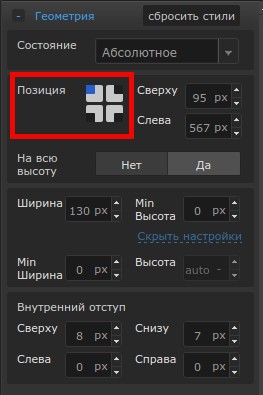 - Геометрия сбросить стили
Состояние Абсолютное
Позиция Сверху
95 px
Слева
567 px
На всю высоту Нет Да
Ширина 130 px Min Высота 0 px
Скрыть настройки
Min Ширина 0 px Высота auto -
Внутренний отступ
Сверху 8 px Снизу 7 px
Слева 0 px Справа 0 px